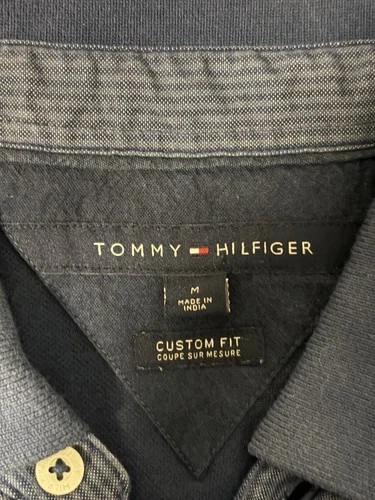 TOMMY HILFIGER
M
MADE IN
INDIA
CUSTOM FIT
COUPE SUR MESURE